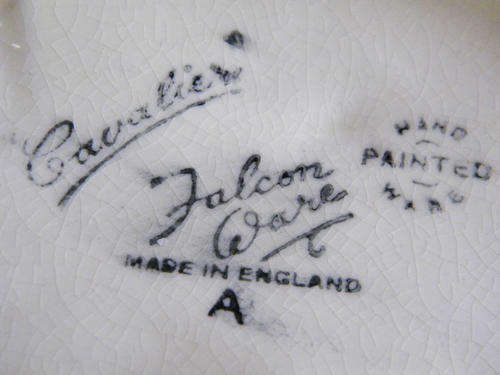 Cavalier
Falcon
Ware
MADE IN ENGLAND
A
HAND
PAINTED
WARE